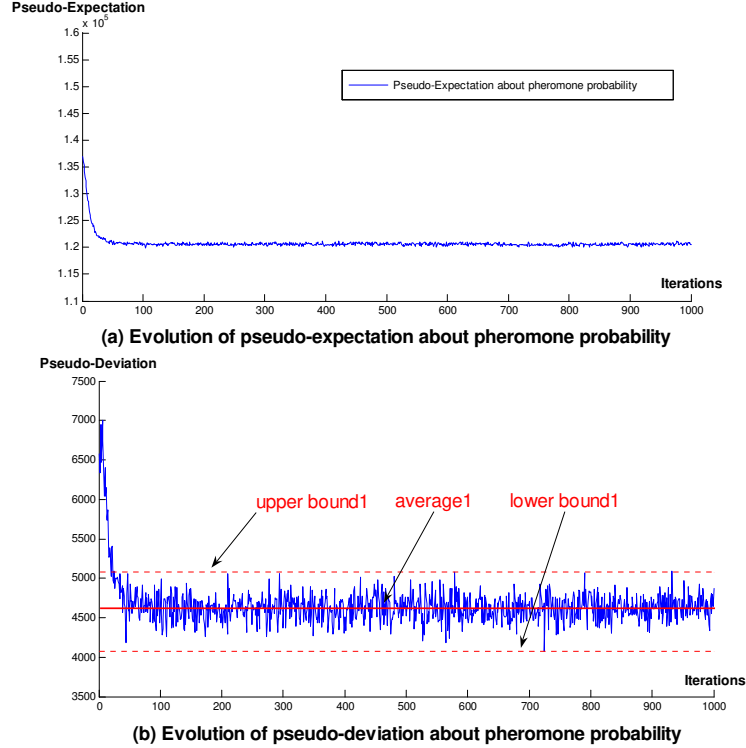 Pseudo-Expectation
x 10^5
1.6
1.55
1.5
1.45
1.4
1.35
1.3
1.25
1.2
1.15
1.1
Pseudo-Expectation about pheromone probability
Iterations
0 100 200 300 400 500 600 700 800 900 1000
(a) Evolution of pseudo-expectation about pheromone probability
Pseudo-Deviation
7500
7000
6500
6000
5500
5000
4500
4000
3500
upper bound1 average1 lower bound1
Iterations
0 100 200 300 400 500 600 700 800 900 1000
(b) Evolution of pseudo-deviation about pheromone probability